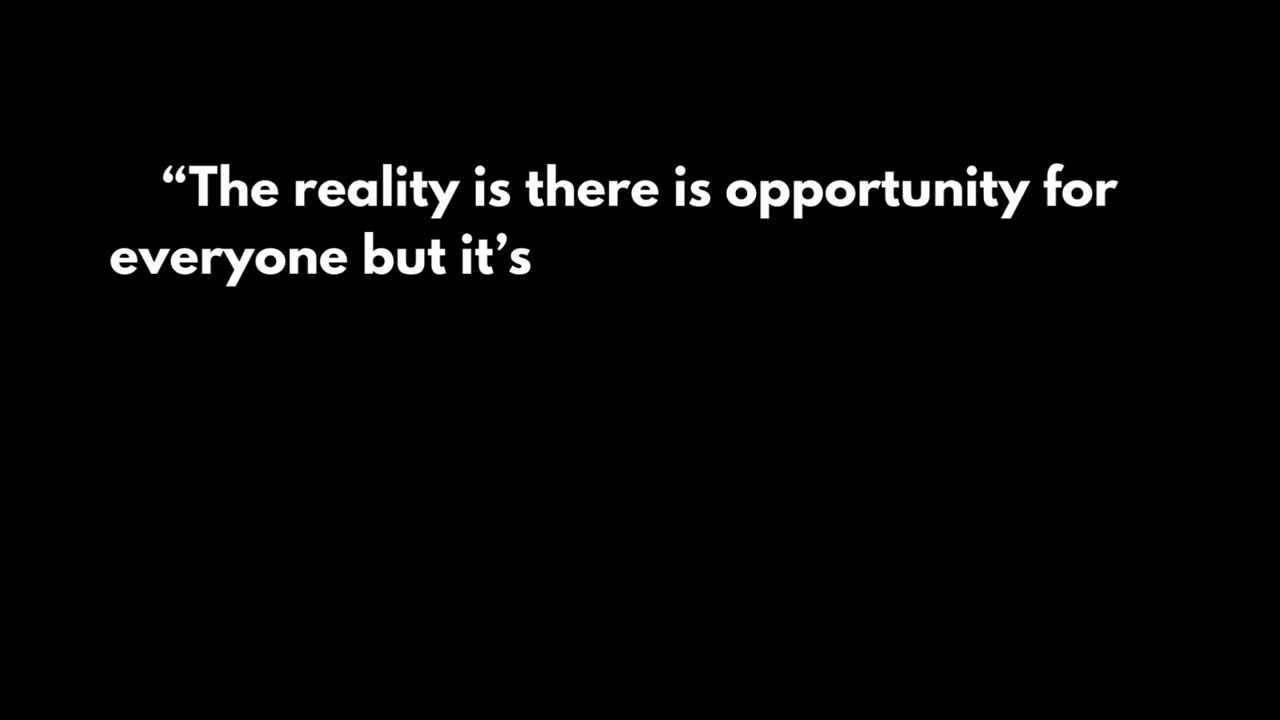 “The reality is there is opportunity for
everyone but it’s